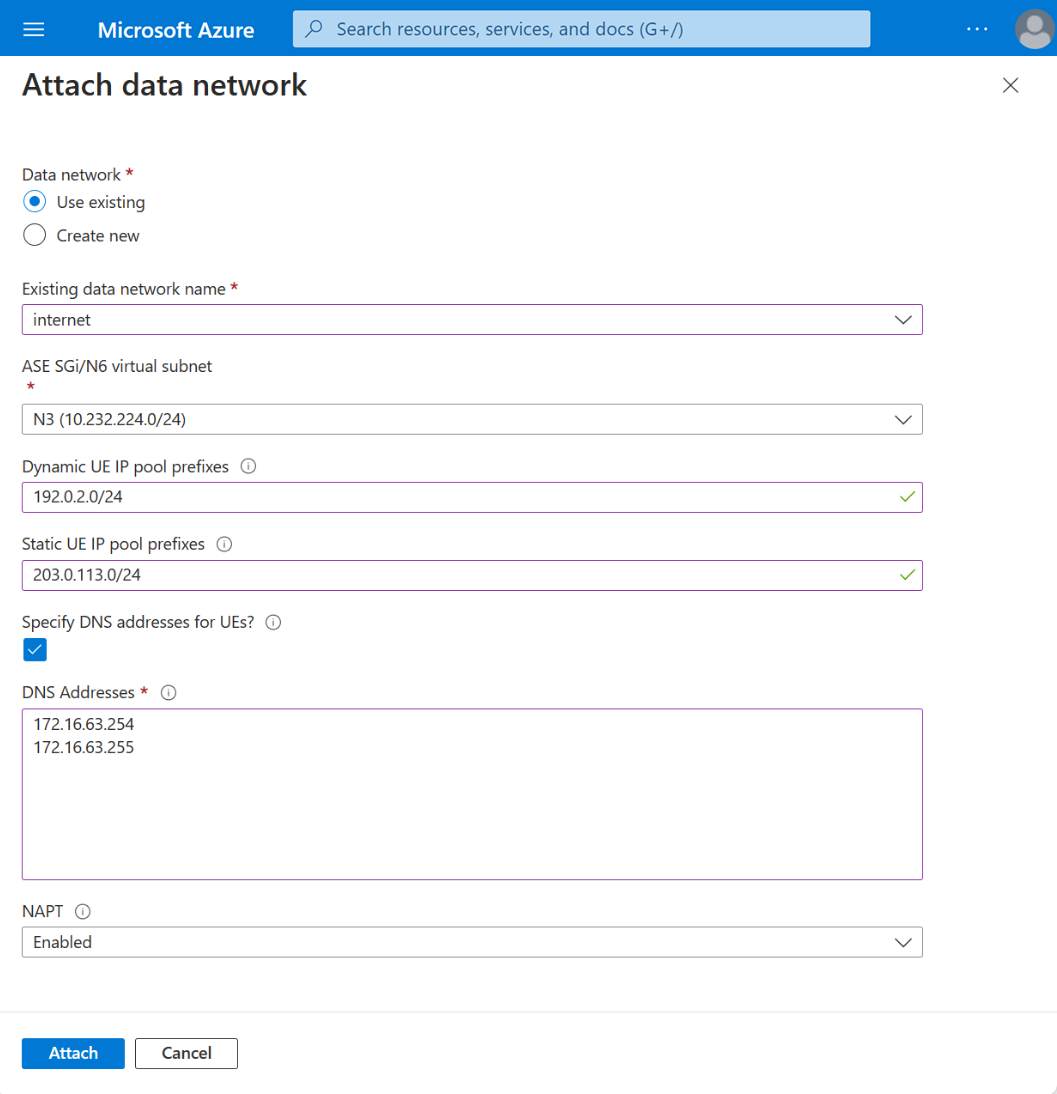 Microsoft Azure
Search resources, services, and docs (G+/)
Attach data network
Data network *
Use existing
Create new
Existing data network name *
internet
ASE SGi/N6 virtual subnet
*
N3 (10.232.224.0/24)
Dynamic UE IP pool prefixes
192.0.2.0/24
Static UE IP pool prefixes
203.0.113.0/24
Specify DNS addresses for UEs?
DNS Addresses *
172.16.63.254
172.16.63.255
NAPT
Enabled
Attach
Cancel